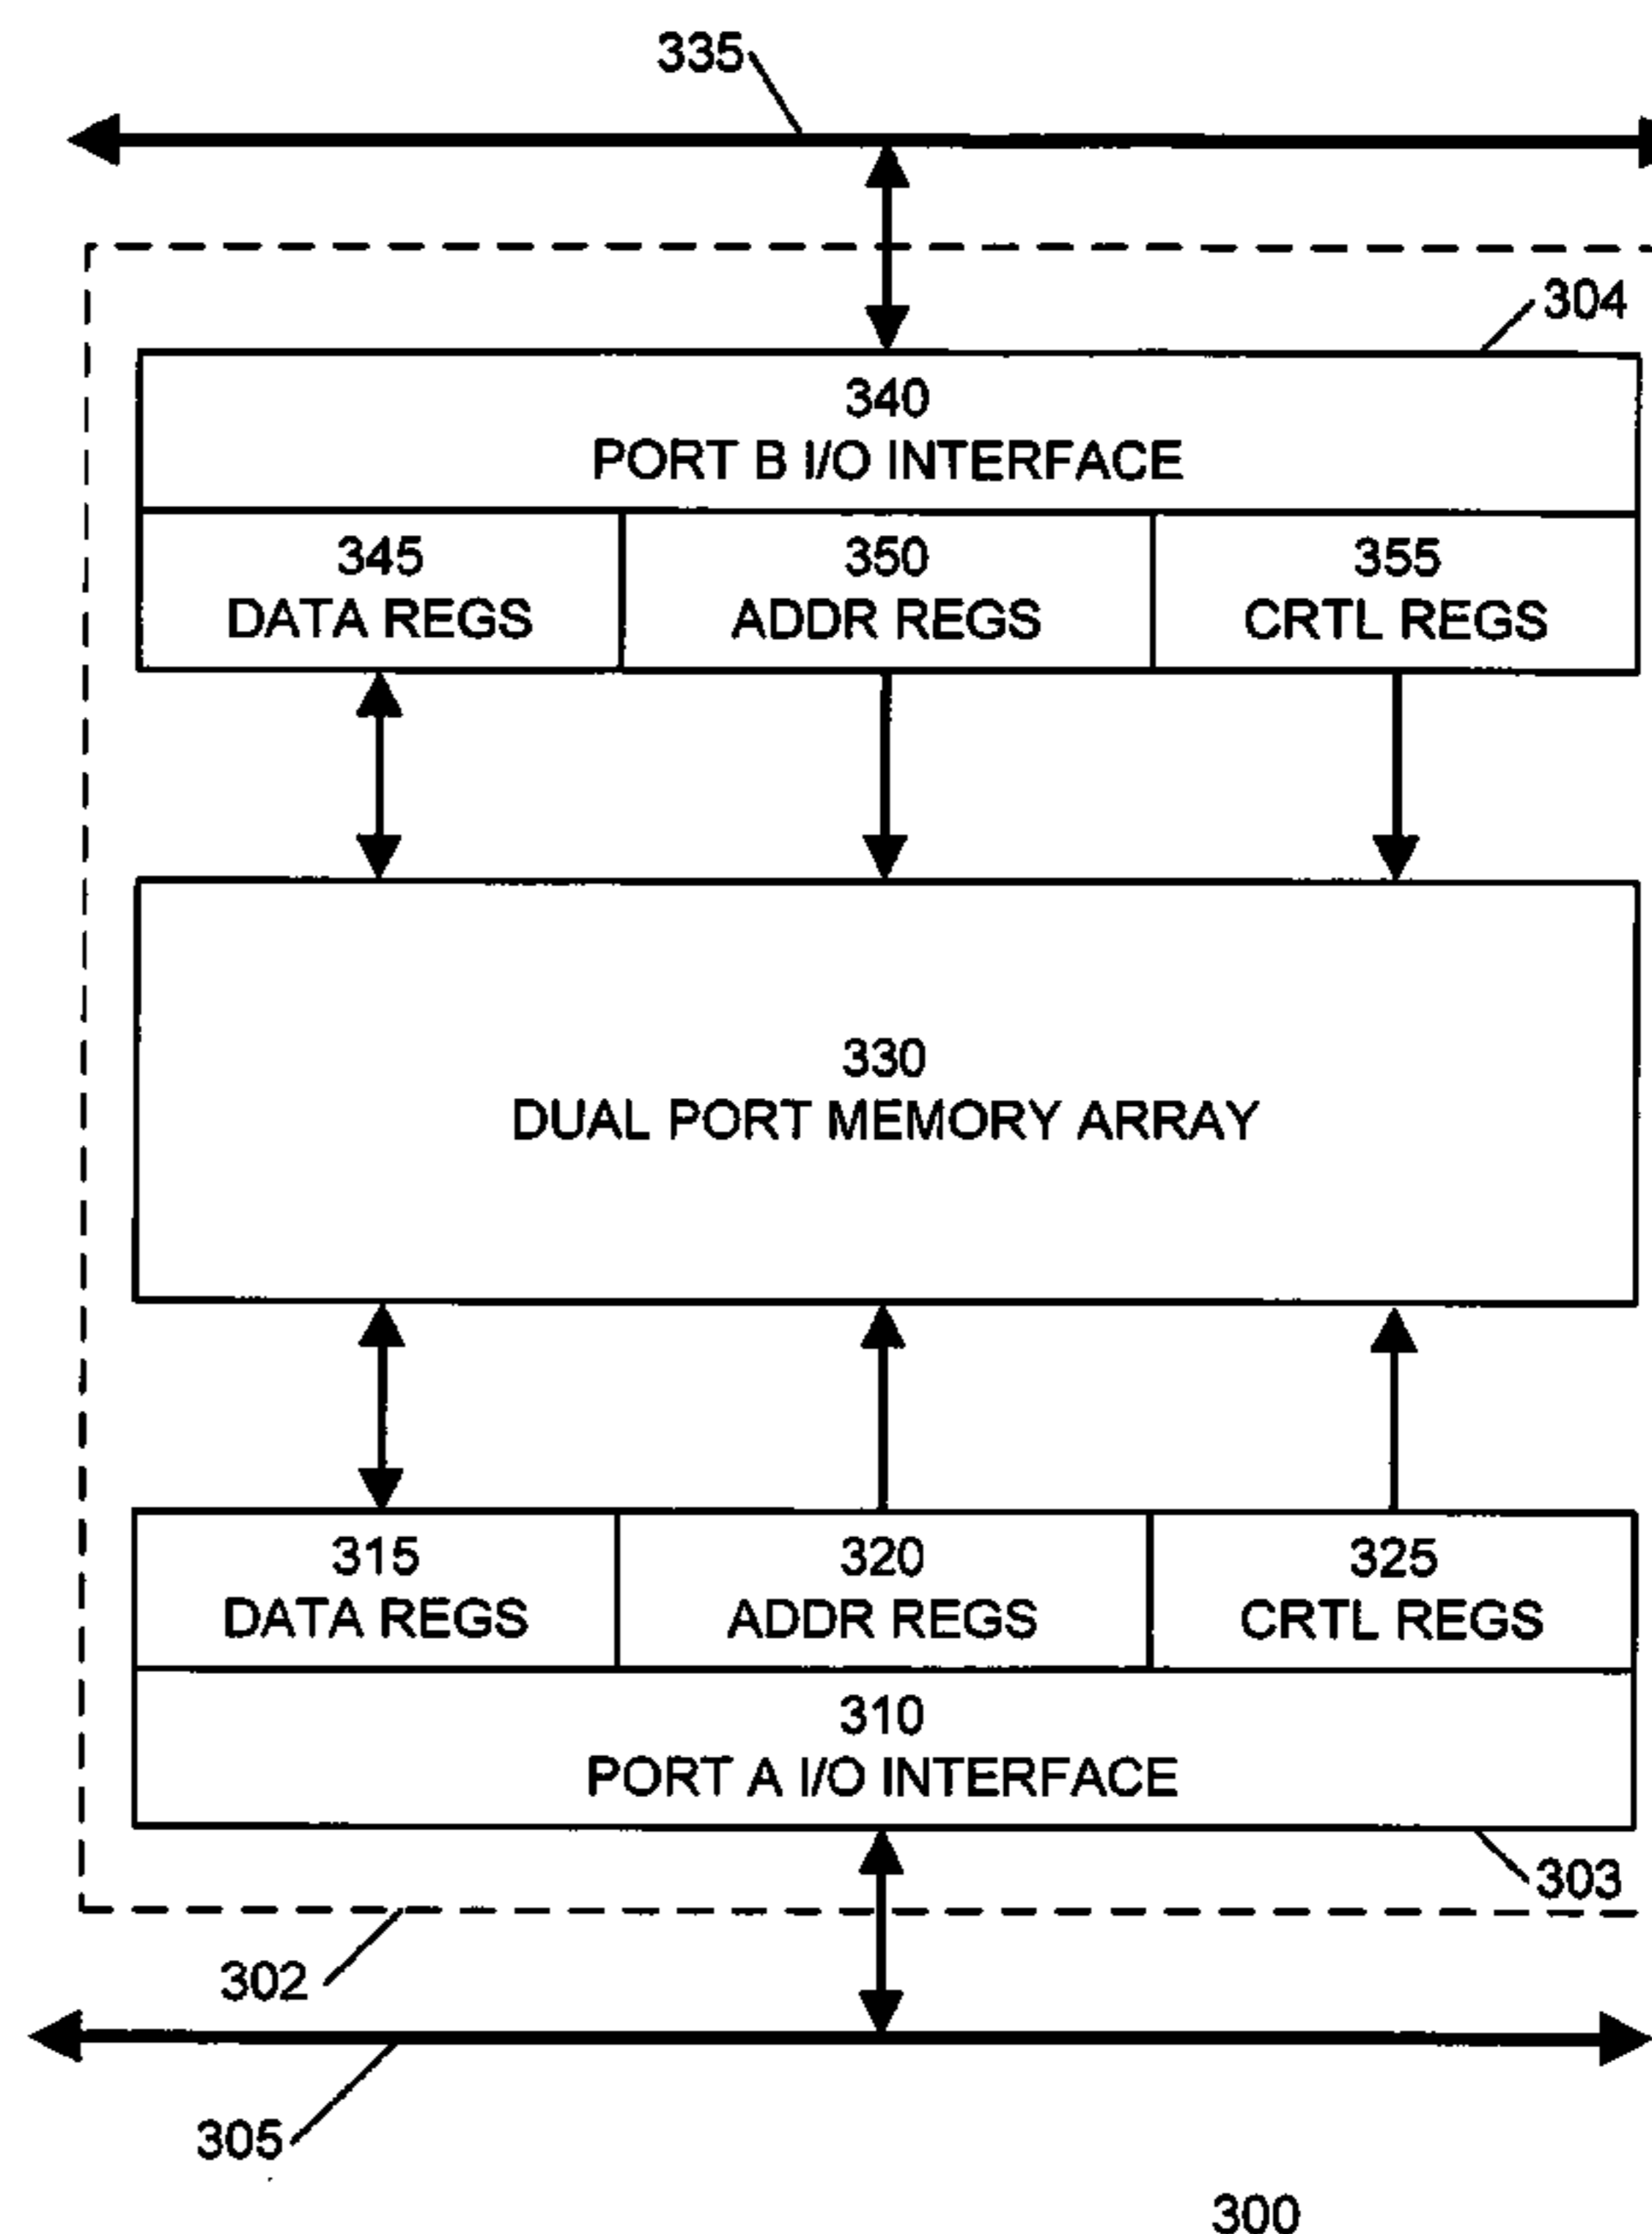 335
304
340
PORT B I/O INTERFACE
345
DATA REGS
350
ADDR REGS
355
CRTL REGS
330
DUAL PORT MEMORY ARRAY
315
DATA REGS
320
ADDR REGS
325
CRTL REGS
310
PORT A I/O INTERFACE
303
302
305
300